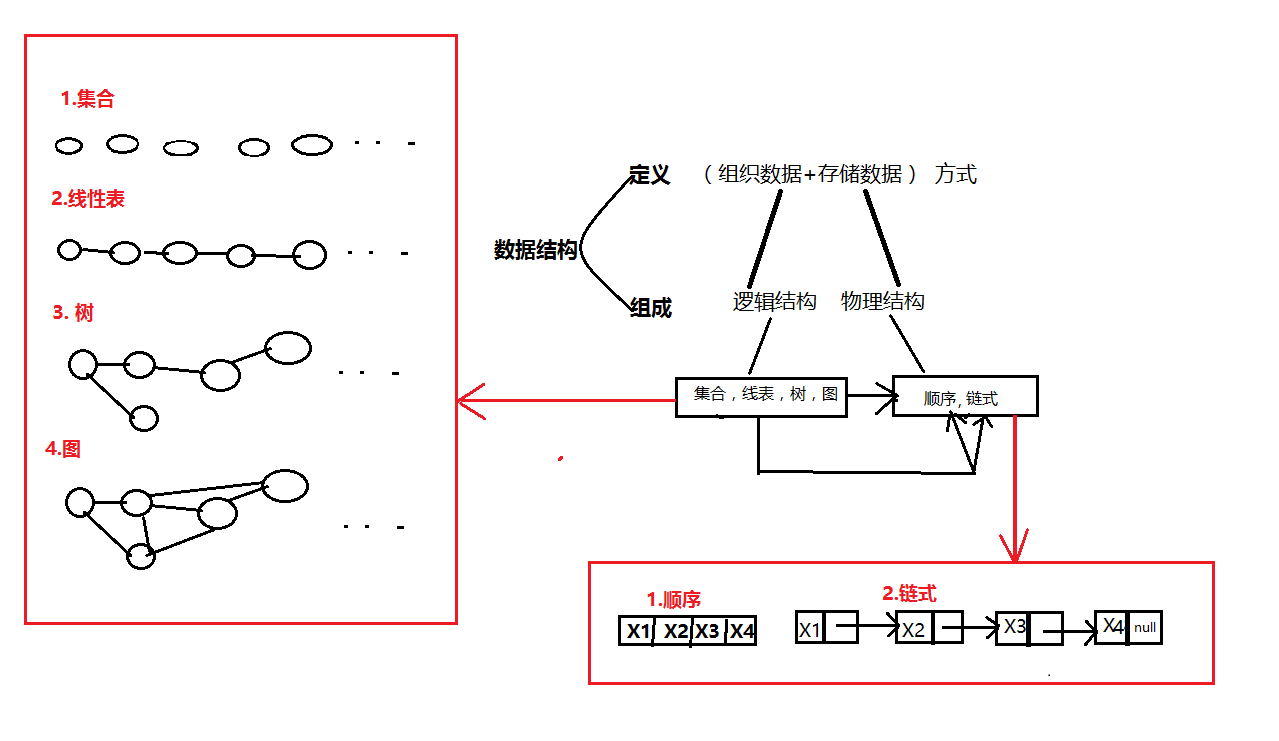 1.集合
2.线性表
3. 树
4.图
数据结构
定义 （组织数据+存储数据） 方式
组成 逻辑结构 物理结构
集合，线表，树，图
顺序, 链式
1.顺序
X1 X2 X3 X4
2.链式
X1 X2 X3 X4 null